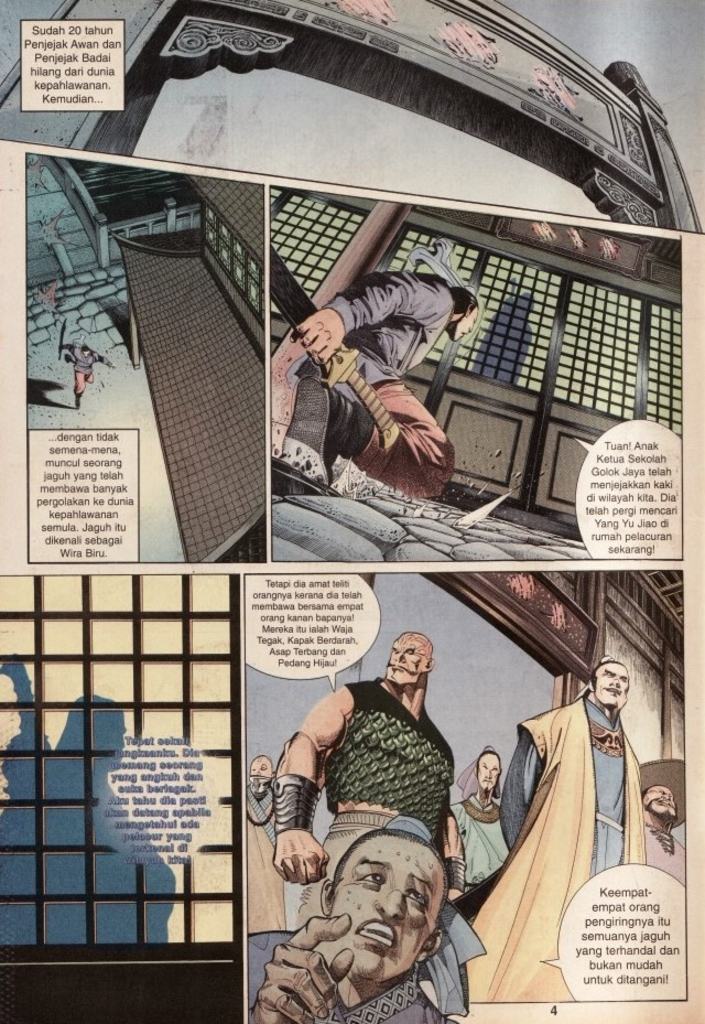 Sudah 20 tahun
Penjejak Awan dan
Penjejak Badai
hilang dari dunia
kepahlawanan.
Kemudian...
...dengan tidak
semena-mena,
muncul seorang
jaguh yang telah
membawa banyak
pergolakan ke dunia
kepahlawanan
semula. Jaguh itu
dikenali sebagai
Wira Biru.
Tuan! Anak
Ketua Sekolah
Golok Jaya telah
menjejakkan kaki
di wilayah kita. Dia
telah pergi mencari
Yang Yu Jiao di
rumah pelacuran
sekarang!
Tepat sekali
jangkaanku. Dia
memang seorang
yang angkuh dan
suka berlagak.
Aku tahu dia pasti
akan datang apabila
mengetahui ada
pelacur yang
terkenal di
wilayah kita!
Tetapi dia amat teliti
orangnya kerana dia telah
membawa bersama empat
orang kanan bapanya!
Mereka itu ialah Waja
Tegak, Kapak Berdarah,
Asap Terbang dan
Pedang Hijau!
Keempat-
empat orang
pengiringnya itu
semuanya jaguh
yang terhandal dan
bukan mudah
untuk ditangani!
4